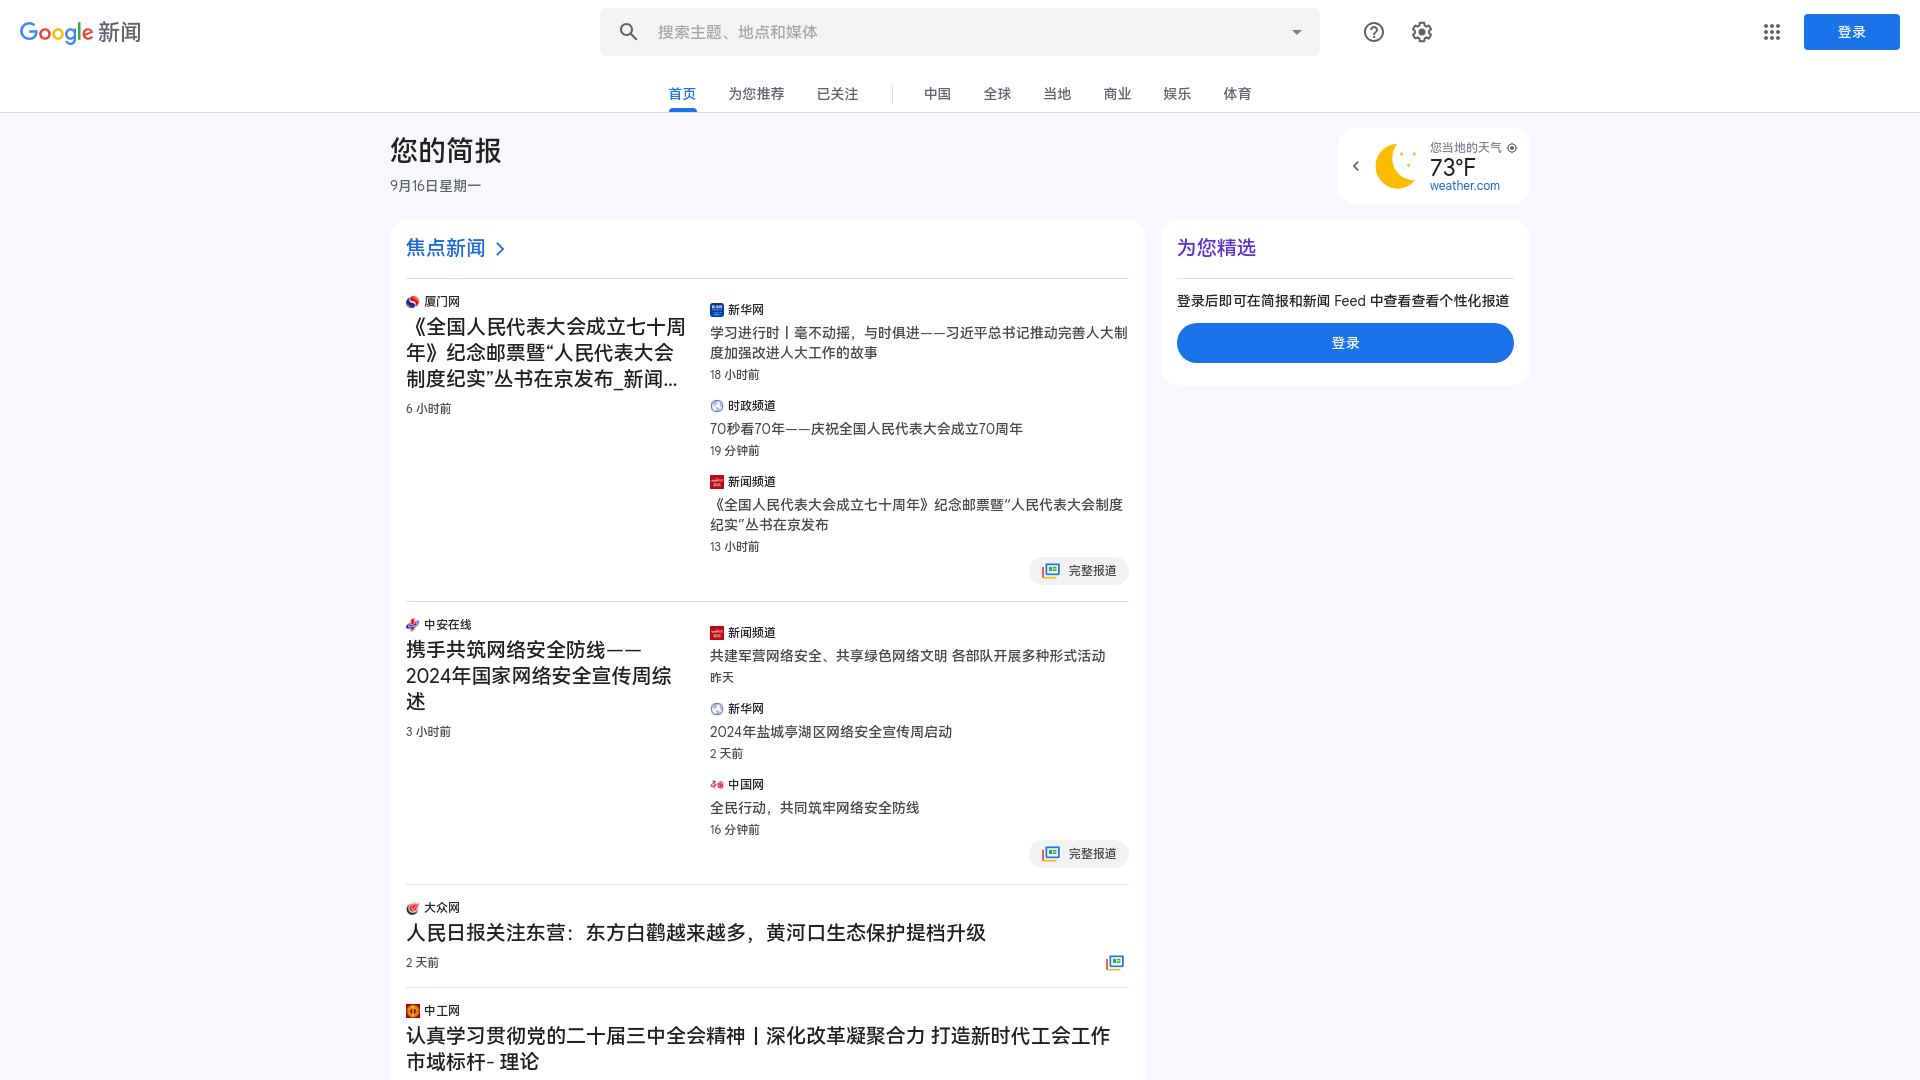 Google 新闻
搜索主题、地点和媒体
登录
首页
为您推荐
已关注
中国
全球
当地
商业
娱乐
体育
您的简报
9月16日星期一
您当地的天气
73°F
weather.com
焦点新闻
厦门网
《全国人民代表大会成立七十周
年》纪念邮票暨“人民代表大会
制度纪实”丛书在京发布_新闻...
6 小时前
新华网
学习进行时丨毫不动摇，与时俱进——习近平总书记推动完善人大制
度加强改进人大工作的故事
18 小时前
时政频道
70秒看70年——庆祝全国人民代表大会成立70周年
19 分钟前
新闻频道
《全国人民代表大会成立七十周年》纪念邮票暨“人民代表大会制度
纪实”丛书在京发布
13 小时前
完整报道
中安在线
携手共筑网络安全防线——
2024年国家网络安全宣传周综
述
3 小时前
新闻频道
共建军营网络安全、共享绿色网络文明 各部队开展多种形式活动
昨天
新华网
2024年盐城亭湖区网络安全宣传周启动
2 天前
中国网
全民行动，共同筑牢网络安全防线
16 分钟前
完整报道
大众网
人民日报关注东营：东方白鹳越来越多，黄河口生态保护提档升级
2 天前
中工网
认真学习贯彻党的二十届三中全会精神丨深化改革凝聚合力 打造新时代工会工作
市域标杆- 理论
为您精选
登录后即可在简报和新闻 Feed 中查看查看个性化报道
登录